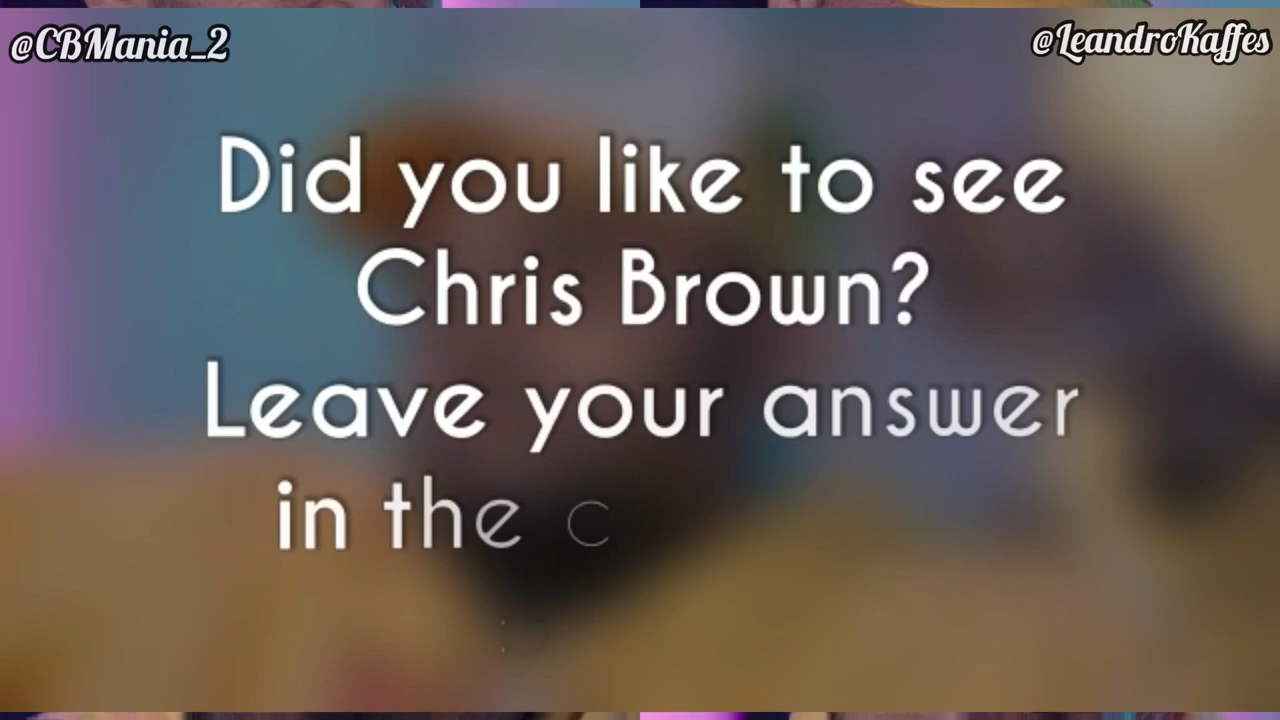 @CBMania_2
@LeandroKaffes
Did you like to see
Chris Brown?
Leave your answer
in the c